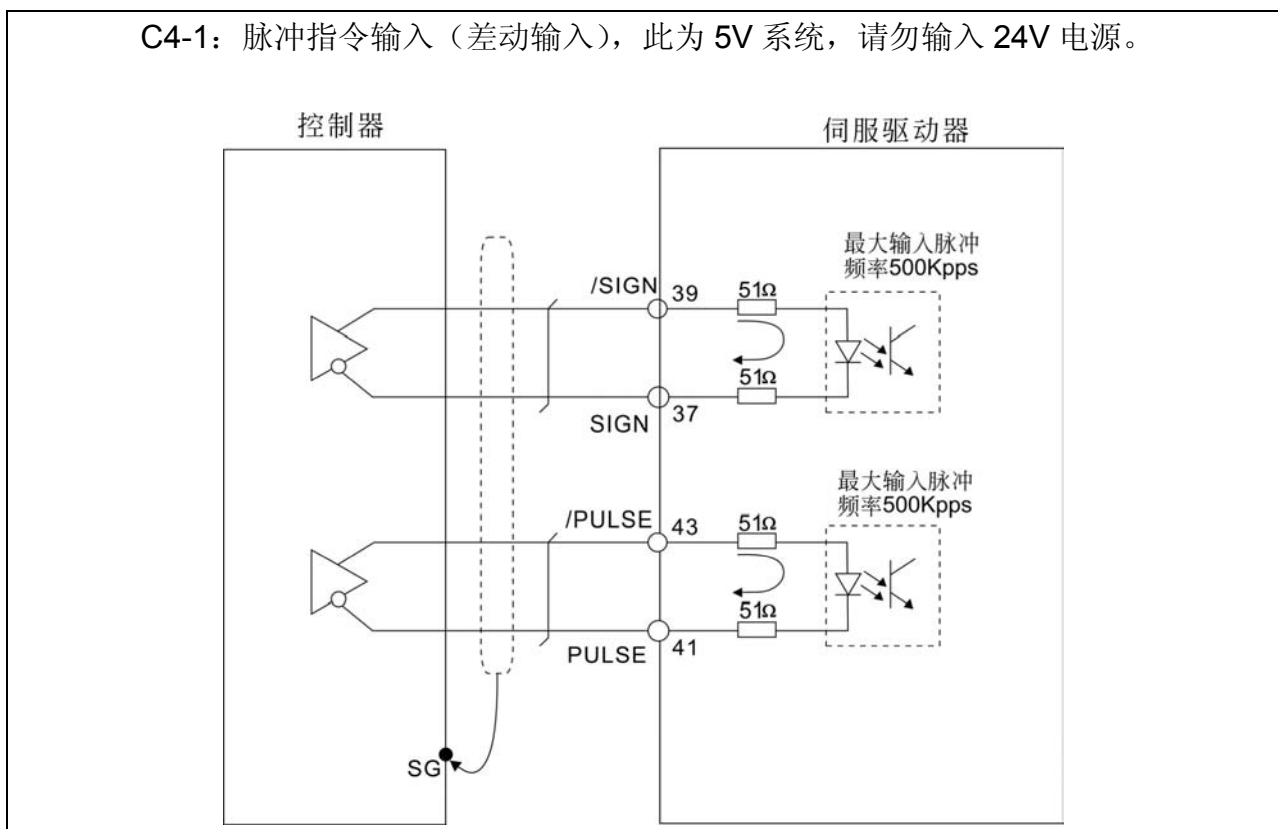 C4-1：脉冲指令输入（差动输入），此为 5V 系统，请勿输入 24V 电源。
控制器
伺服驱动器
最大输入脉冲
频率500Kpps
/SIGN
39
51Ω
51Ω
SIGN
37
最大输入脉冲
频率500Kpps
/PULSE
43
51Ω
51Ω
PULSE
41
SG